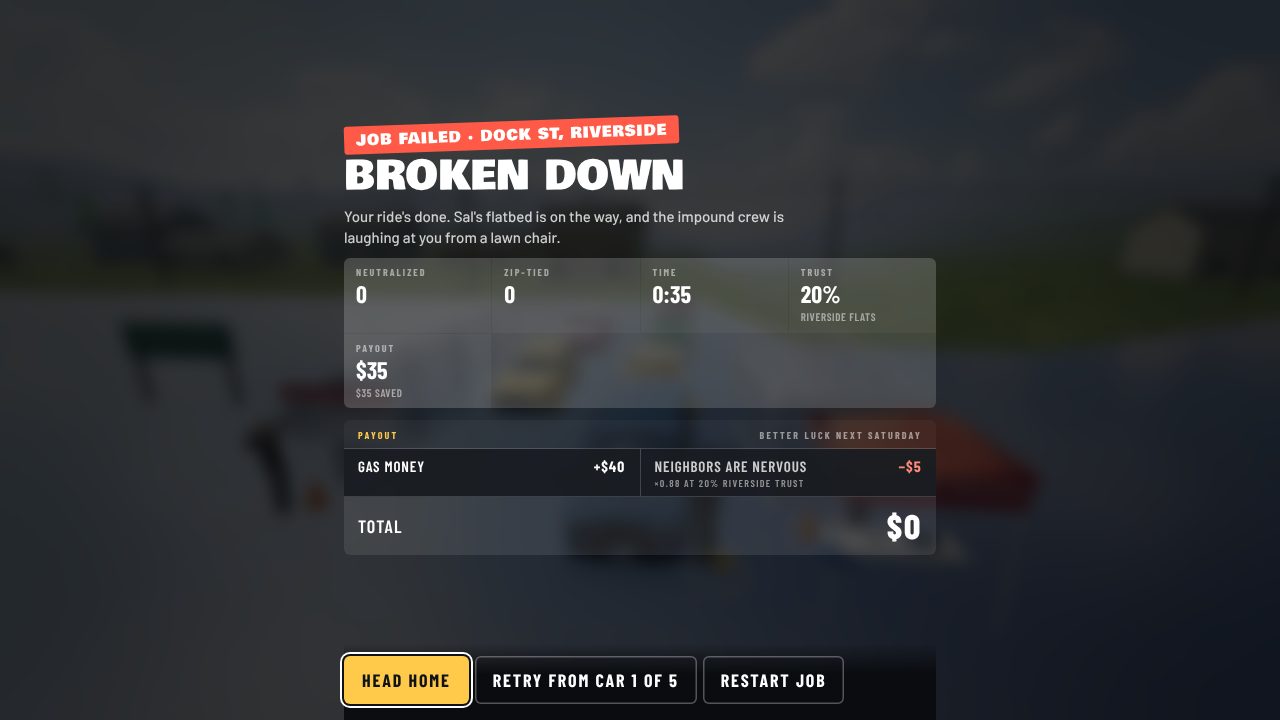 JOB FAILED · DOCK ST, RIVERSIDE
BROKEN DOWN
Your ride's done. Sal's flatbed is on the way, and the impound crew is
laughing at you from a lawn chair.
NEUTRALIZED
0
ZIP-TIED
0
TIME
0:35
TRUST
20%
RIVERSIDE FLATS
PAYOUT
$35
$35 SAVED
PAYOUT
BETTER LUCK NEXT SATURDAY
GAS MONEY +$40
NEIGHBORS ARE NERVOUS −$5
×0.88 AT 20% RIVERSIDE TRUST
TOTAL $0
HEAD HOME
RETRY FROM CAR 1 OF 5
RESTART JOB